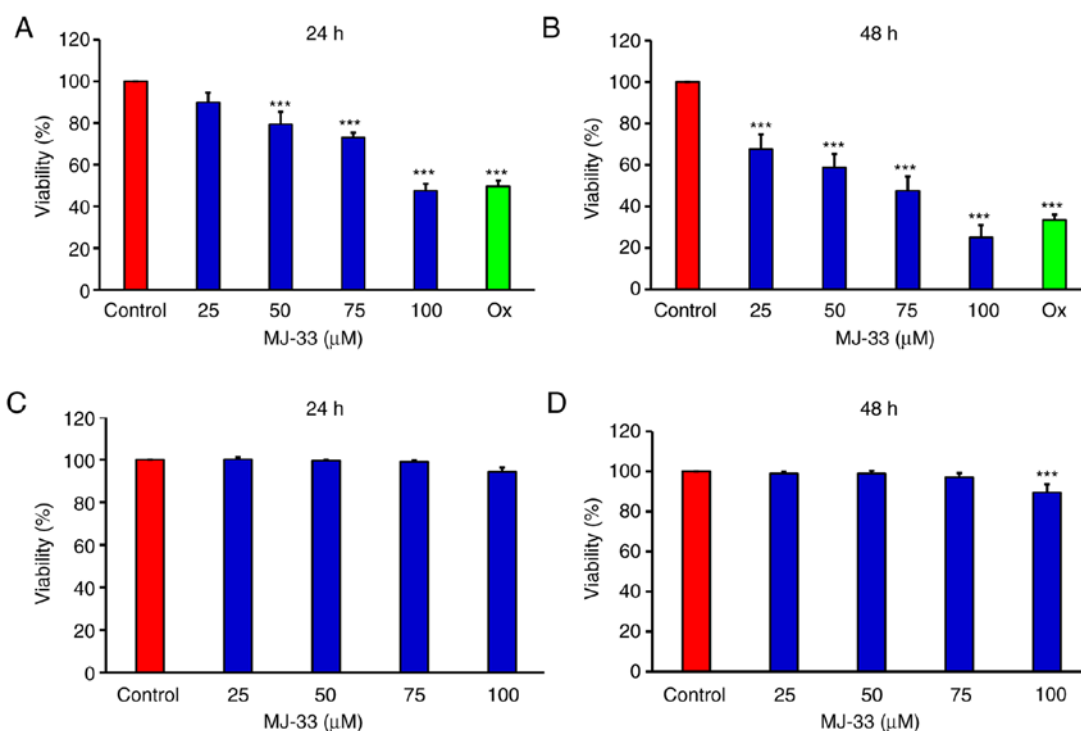 A
24 h
120
100
80
60
40
20
0
Viability (%)
***
***
***
***
Control 25 50 75 100 Ox
MJ-33 (μM)
B
48 h
120
100
80
60
40
20
0
Viability (%)
***
***
***
***
***
Control 25 50 75 100 Ox
MJ-33 (μM)
C
24 h
120
100
80
60
40
20
0
Viability (%)
Control 25 50 75 100
MJ-33 (μM)
D
48 h
120
100
80
60
40
20
0
Viability (%)
***
Control 25 50 75 100
MJ-33 (μM)